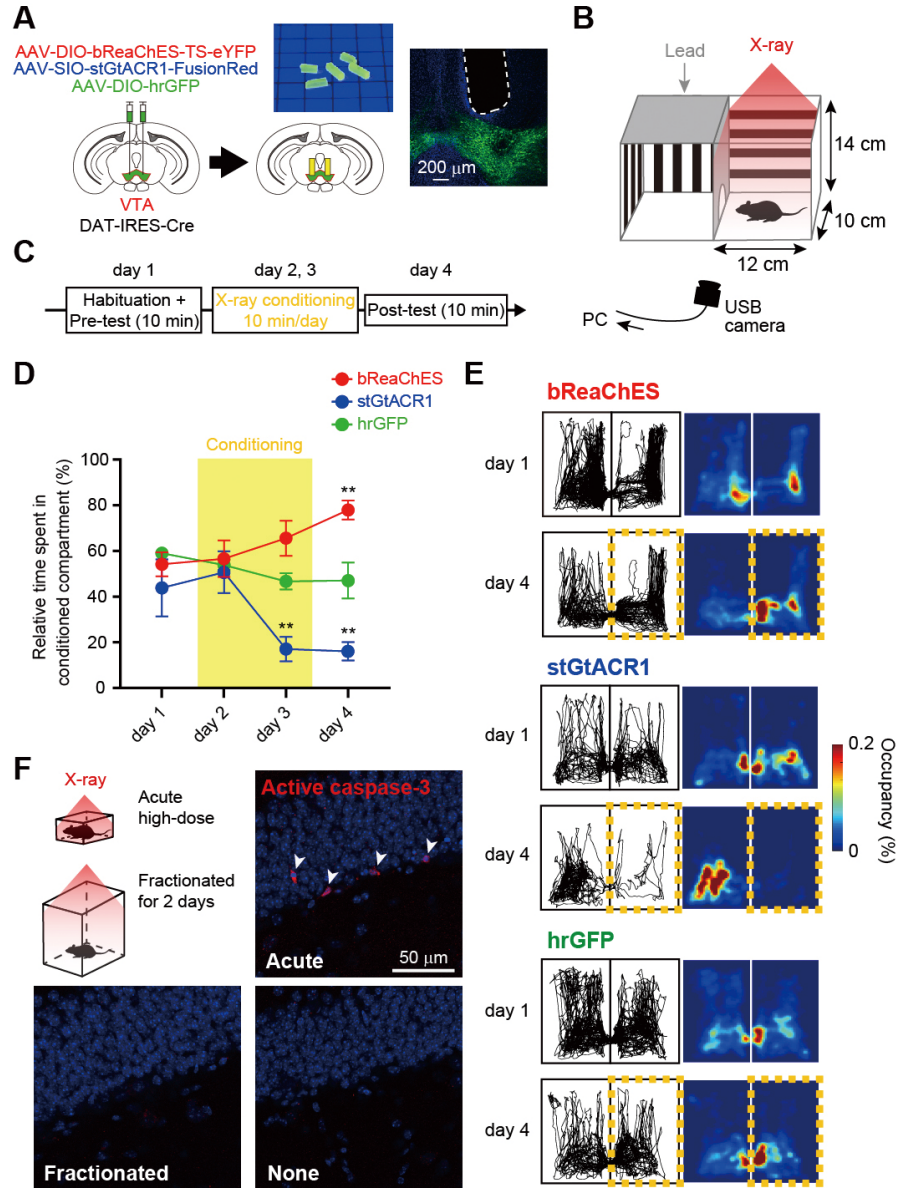 A
AAV-DIO-bReaChES-TS-eYFP
AAV-SIO-stGtACR1-FusionRed
AAV-DIO-hrGFP
VTA
DAT-IRES-Cre
200 μm
B
Lead
X-ray
14 cm
10 cm
12 cm
PC
USB
camera
C
day 1
day 2, 3
day 4
Habituation +
Pre-test (10 min)
X-ray conditioning
10 min/day
Post-test (10 min)
D
bReaChES
stGtACR1
hrGFP
Conditioning
Relative time spent in
conditioned compartment (%)
100
80
60
40
20
0
**
**
**
day 1
day 2
day 3
day 4
E
bReaChES
day 1
day 4
stGtACR1
day 1
day 4
0.2
0
Occupancy (%)
hrGFP
day 1
day 4
F
X-ray
Acute
high-dose
Fractionated
for 2 days
Active caspase-3
Acute
50 μm
Fractionated
None